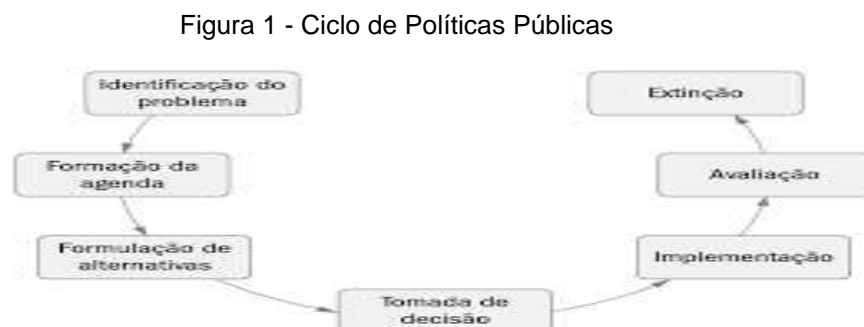 Figura 1 - Ciclo de Políticas Públicas
Identificação do
problema
Formação da
agenda
Formulação de
alternativas
Tomada de
decisão
Implementação
Avaliação
Extinção